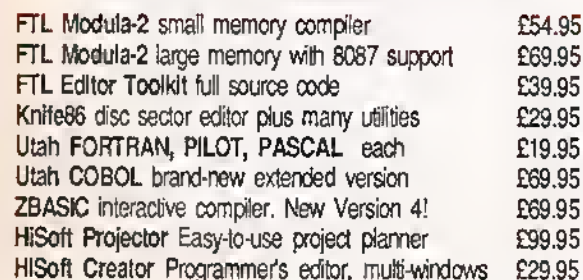 FTL Modula-2 small memory compiler £54.95
FTL Modula-2 large memory with 8087 support £69.95
FTL Editor Toolkit full source code £39.95
Knife86 disc sector editor plus many utilities £29.95
Utah FORTRAN, PILOT, PASCAL each £19.95
Utah COBOL brand-new extended version £69.95
ZBASIC interactive compiler. New Version 4! £69.95
HiSoft Projector Easy-to-use project planner £99.95
HiSoft Creator Programmer's editor, multi-windows £29.95